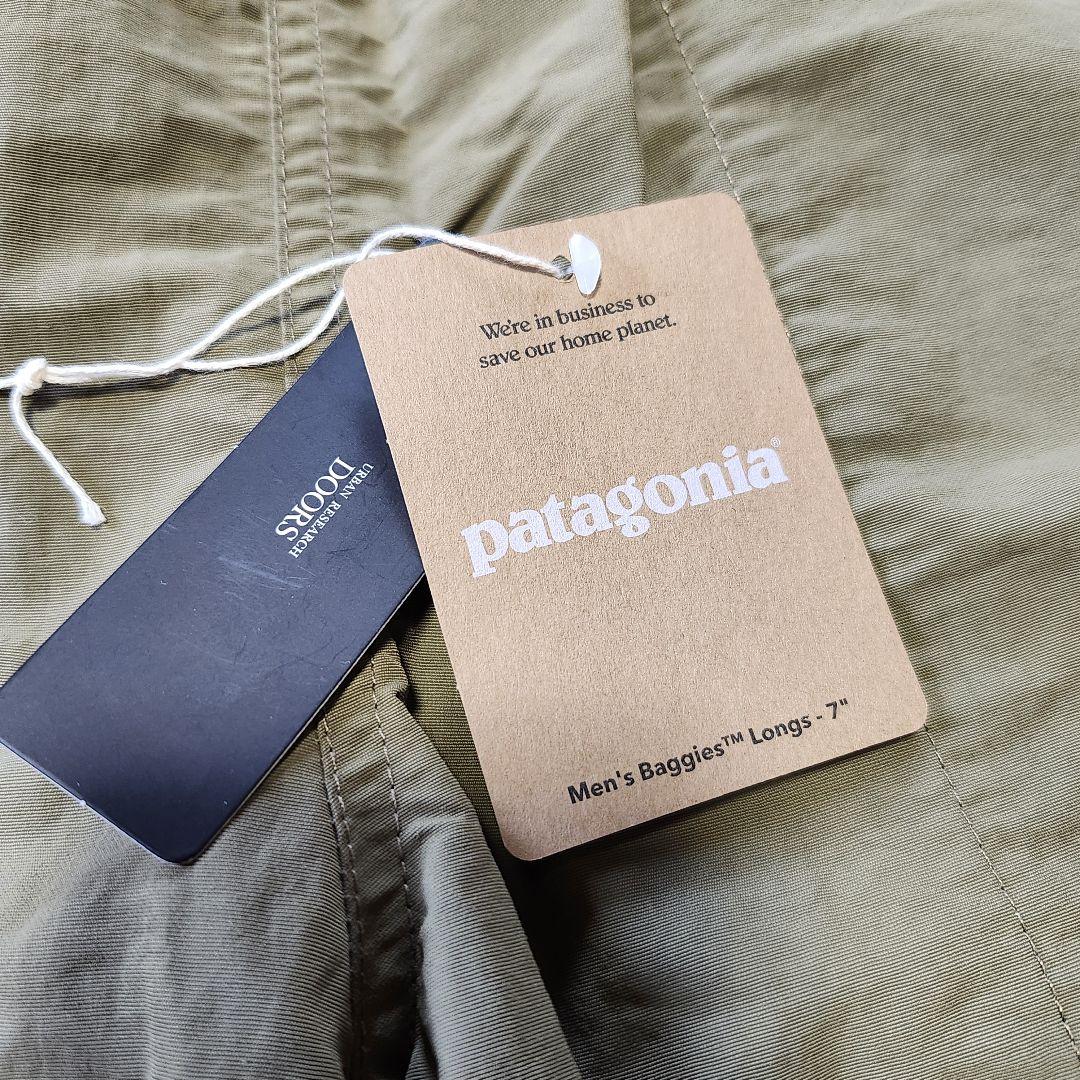 We're in business to
save our home planet.
patagonia®
Men's Baggies™ Longs - 7"
URBAN RESEARCH
DOORS